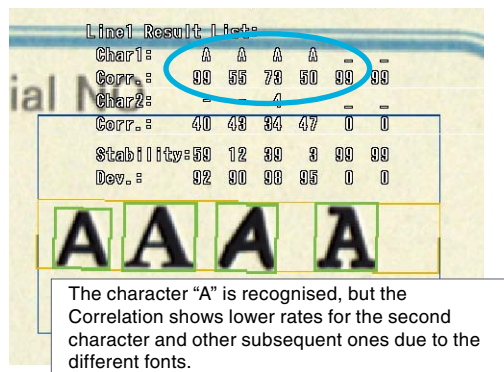 Line1 Result List:
Char1: A A A A _ _
Corr.: 99 55 73 50 99 99
ial NO
Char2: - - 4 _ _
Corr.: 40 43 34 47 0 0
Stability:59 12 39 3 99 99
Dev.: 92 90 98 95 0 0
A A A A
The character “A” is recognised, but the
Correlation shows lower rates for the second
character and other subsequent ones due to the
different fonts.